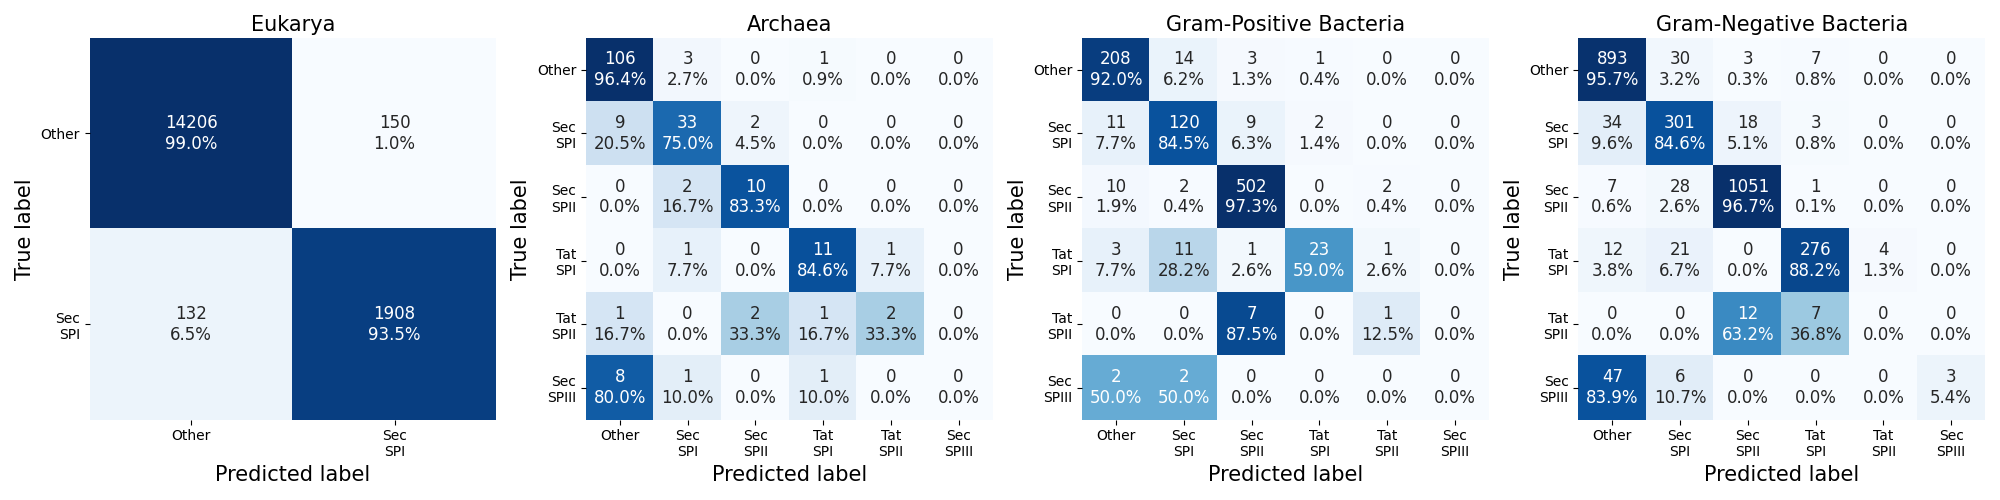 Eukarya
True label
Other
14206
99.0%
150
1.0%
Sec
SPI
132
6.5%
1908
93.5%
Other
Sec
SPI
Predicted label
Archaea
True label
Other
106 3 0 1 0 0
96.4% 2.7% 0.0% 0.9% 0.0% 0.0%
Sec
SPI
9 33 2 0 0 0
20.5% 75.0% 4.5% 0.0% 0.0% 0.0%
Sec
SPII
0 2 10 0 0 0
0.0% 16.7% 83.3% 0.0% 0.0% 0.0%
Tat
SPI
0 1 0 11 1 0
0.0% 7.7% 0.0% 84.6% 7.7% 0.0%
Tat
SPII
1 0 2 1 2 0
16.7% 0.0% 33.3% 16.7% 33.3% 0.0%
Sec
SPIII
8 1 0 1 0 0
80.0% 10.0% 0.0% 10.0% 0.0% 0.0%
Other Sec Sec Tat Tat Sec
SPI SPII SPI SPII SPIII
Predicted label
Gram-Positive Bacteria
True label
Other
208 14 3 1 0 0
92.0% 6.2% 1.3% 0.4% 0.0% 0.0%
Sec
SPI
11 120 9 2 0 0
7.7% 84.5% 6.3% 1.4% 0.0% 0.0%
Sec
SPII
10 2 502 0 2 0
1.9% 0.4% 97.3% 0.0% 0.4% 0.0%
Tat
SPI
3 11 1 23 1 0
7.7% 28.2% 2.6% 59.0% 2.6% 0.0%
Tat
SPII
0 0 7 0 1 0
0.0% 0.0% 87.5% 0.0% 12.5% 0.0%
Sec
SPIII
2 2 0 0 0 0
50.0% 50.0% 0.0% 0.0% 0.0% 0.0%
Other Sec Sec Tat Tat Sec
SPI SPII SPI SPII SPIII
Predicted label
Gram-Negative Bacteria
True label
Other
893 30 3 7 0 0
95.7% 3.2% 0.3% 0.8% 0.0% 0.0%
Sec
SPI
34 301 18 3 0 0
9.6% 84.6% 5.1% 0.8% 0.0% 0.0%
Sec
SPII
7 28 1051 1 0 0
0.6% 2.6% 96.7% 0.1% 0.0% 0.0%
Tat
SPI
12 21 0 276 4 0
3.8% 6.7% 0.0% 88.2% 1.3% 0.0%
Tat
SPII
0 0 12 7 0 0
0.0% 0.0% 63.2% 36.8% 0.0% 0.0%
Sec
SPIII
47 6 0 0 0 3
83.9% 10.7% 0.0% 0.0% 0.0% 5.4%
Other Sec Sec Tat Tat Sec
SPI SPII SPI SPII SPIII
Predicted label